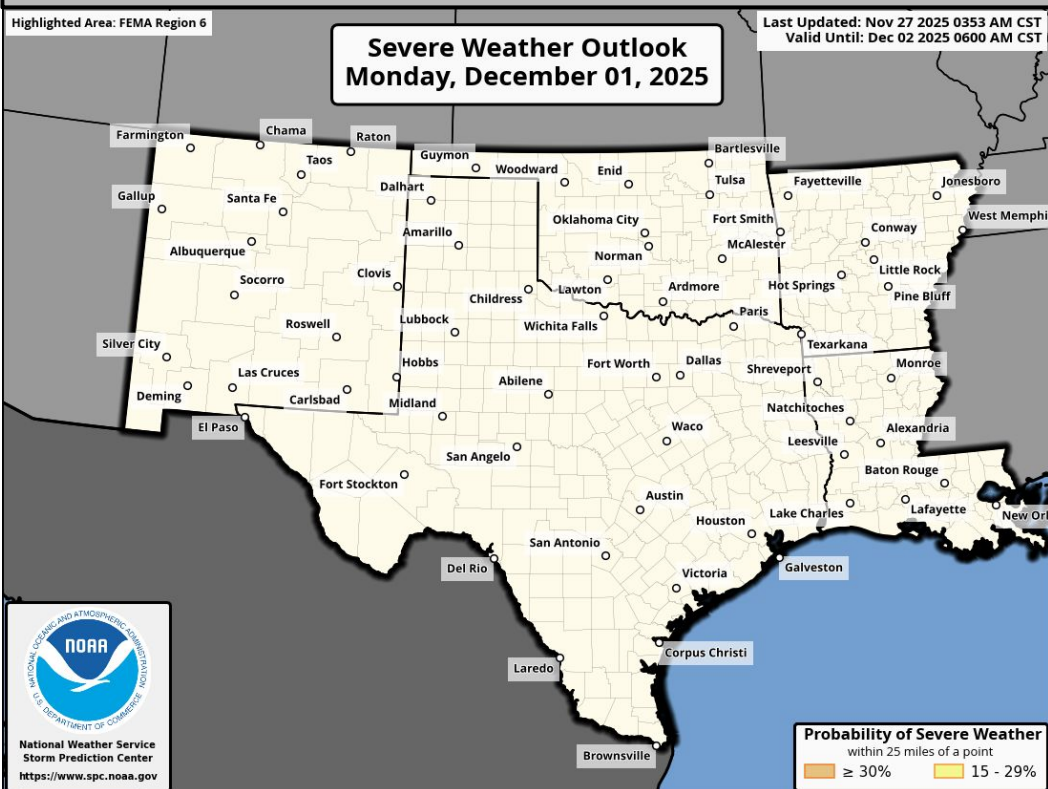 Highlighted Area: FEMA Region 6
Severe Weather Outlook
Monday, December 01, 2025
Last Updated: Nov 27 2025 0353 AM CST
Valid Until: Dec 02 2025 0600 AM CST
Farmington
Chama
Raton
Taos
Guymon
Woodward
Enid
Bartlesville
Tulsa
Fayetteville
Jonesboro
Gallup
Santa Fe
Dalhart
Oklahoma City
Fort Smith
West Memphi
Albuquerque
Amarillo
Norman
McAlester
Conway
Socorro
Clovis
Childress
Lawton
Ardmore
Hot Springs
Little Rock
Pine Bluff
Roswell
Lubbock
Wichita Falls
Paris
Texarkana
Silver City
Las Cruces
Hobbs
Fort Worth
Dallas
Shreveport
Monroe
Deming
Carlsbad
Midland
Abilene
Natchitoches
El Paso
Waco
Leesville
Alexandria
San Angelo
Fort Stockton
Baton Rouge
Austin
Houston
Lake Charles
Lafayette
New Orl
San Antonio
Del Rio
Victoria
Galveston
Laredo
Corpus Christi
Brownsville
NATIONAL OCEANIC AND ATMOSPHERIC ADMINISTRATION
NOAA
U.S. DEPARTMENT OF COMMERCE
National Weather Service
Storm Prediction Center
https://www.spc.noaa.gov
Probability of Severe Weather
within 25 miles of a point
≥ 30%
15 - 29%